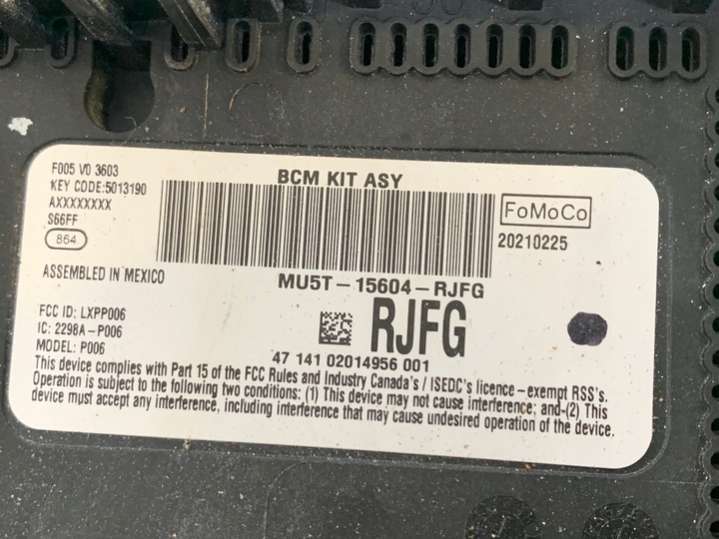 F005 V0 3603
BCM KIT ASY
KEY CODE:5013190
AXXXXXXXX
S66FF
864
FoMoCo
20210225
ASSEMBLED IN MEXICO
MU5T-15604-RJFG
FCC ID: LXPP006
IC: 2298A-P006
MODEL: P006
RJFG
47 141 02014956 001
This device complies with Part 15 of the FCC Rules and Industry Canada's / ISEDC's licence-exempt RSS's.
Operation is subject to the following two conditions: (1) This device may not cause interference; and-(2) This
device must accept any interference, including interference that may cause undesired operation of the device.